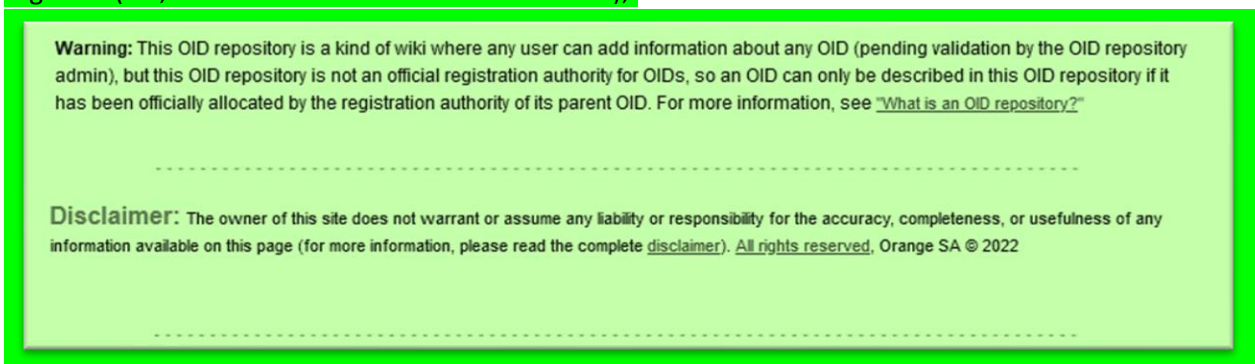 Warning: This OID repository is a kind of wiki where any user can add information about any OID (pending validation by the OID repository
admin), but this OID repository is not an official registration authority for OIDs, so an OID can only be described in this OID repository if it
has been officially allocated by the registration authority of its parent OID. For more information, see "What is an OID repository?"
Disclaimer: The owner of this site does not warrant or assume any liability or responsibility for the accuracy, completeness, or usefulness of any
information available on this page (for more information, please read the complete disclaimer). All rights reserved, Orange SA © 2022